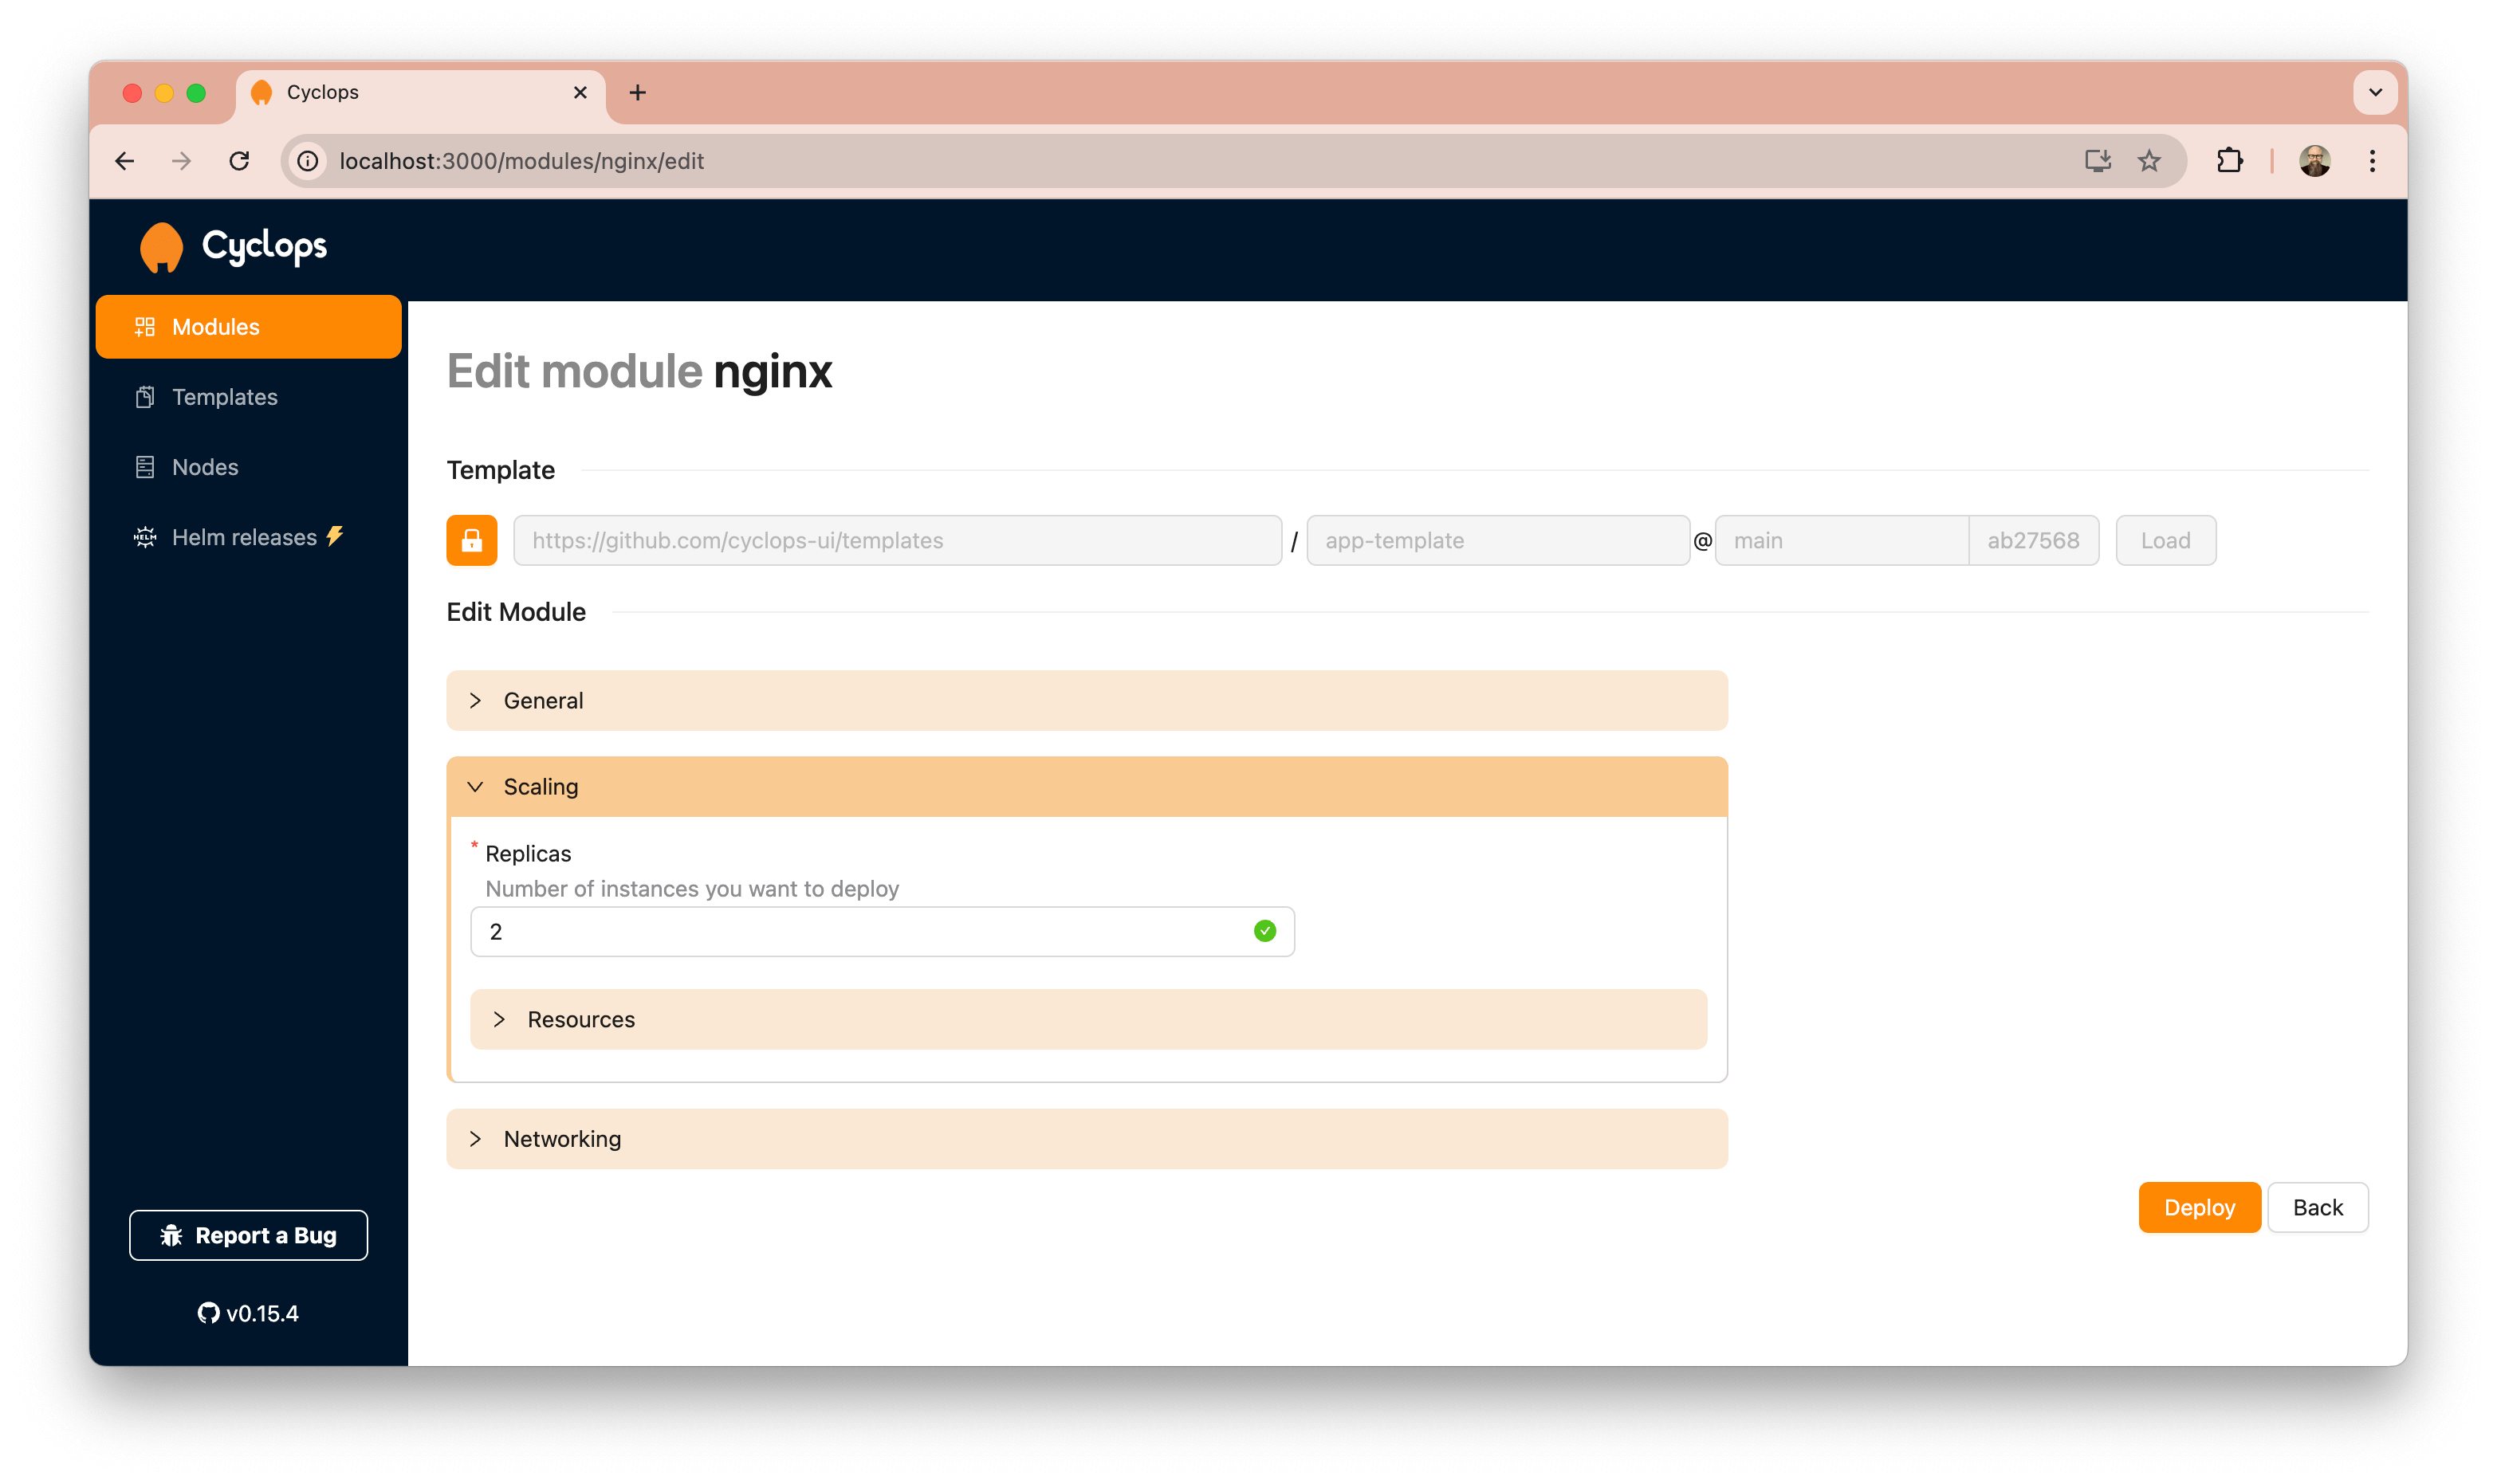 Cyclops
localhost:3000/modules/nginx/edit
Cyclops
Modules
Templates
Nodes
HELM Helm releases
Report a Bug
v0.15.4
Edit module nginx
Template
https://github.com/cyclops-ui/templates / app-template @ main ab27568 Load
Edit Module
General
Scaling
* Replicas
Number of instances you want to deploy
2
Resources
Networking
Deploy Back